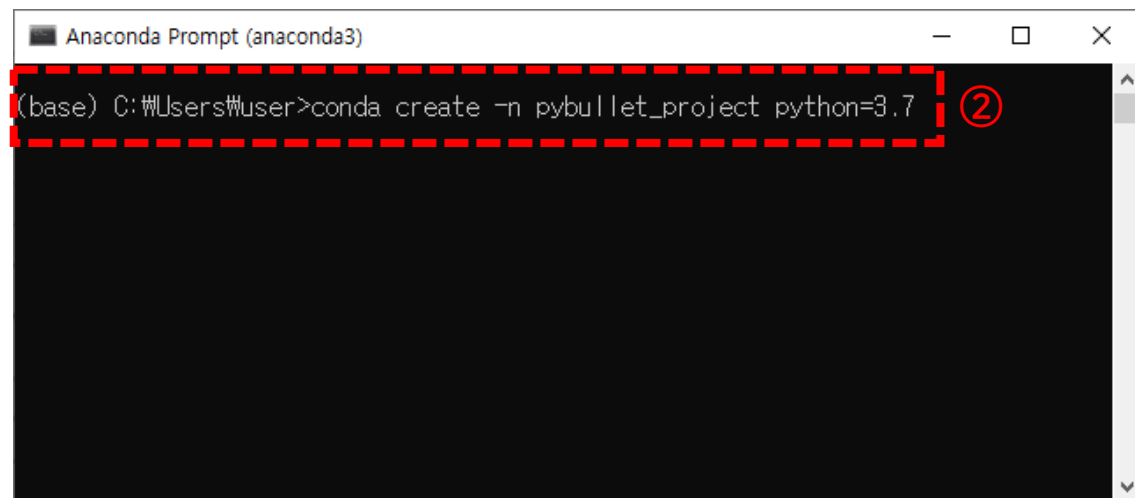 Anaconda Prompt (anaconda3)
(base) C:₩Users₩user>conda create -n pybullet_project python=3.7
②